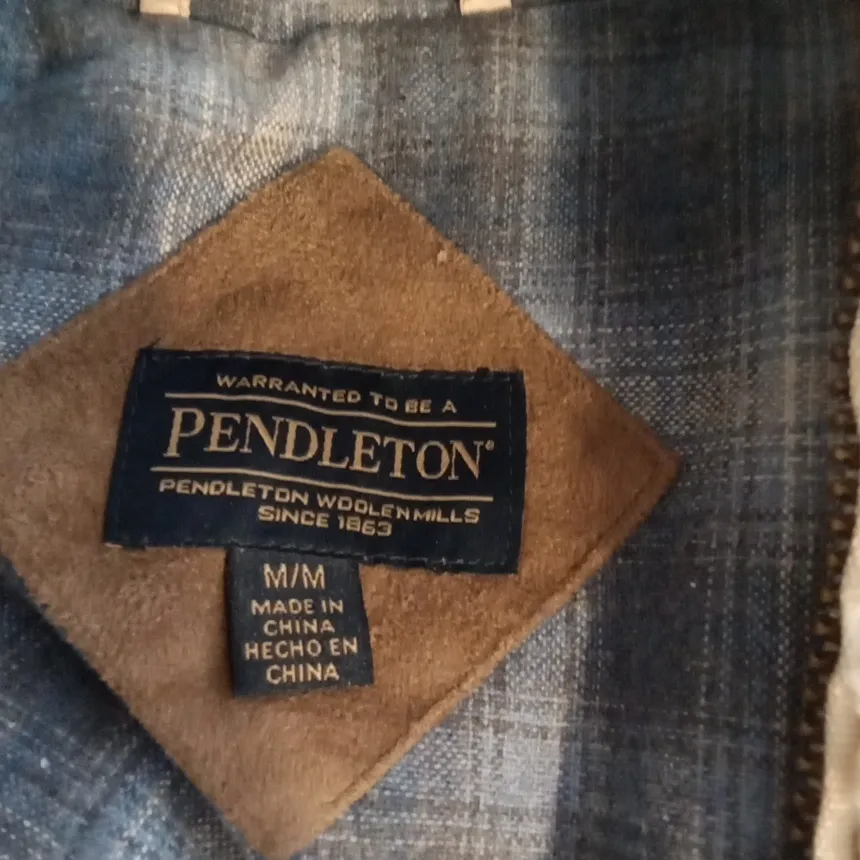 WARRANTED TO BE A
PENDLETON®
PENDLETON WOOLEN MILLS
SINCE 1863
M/M
MADE IN
CHINA
HECHO EN
CHINA